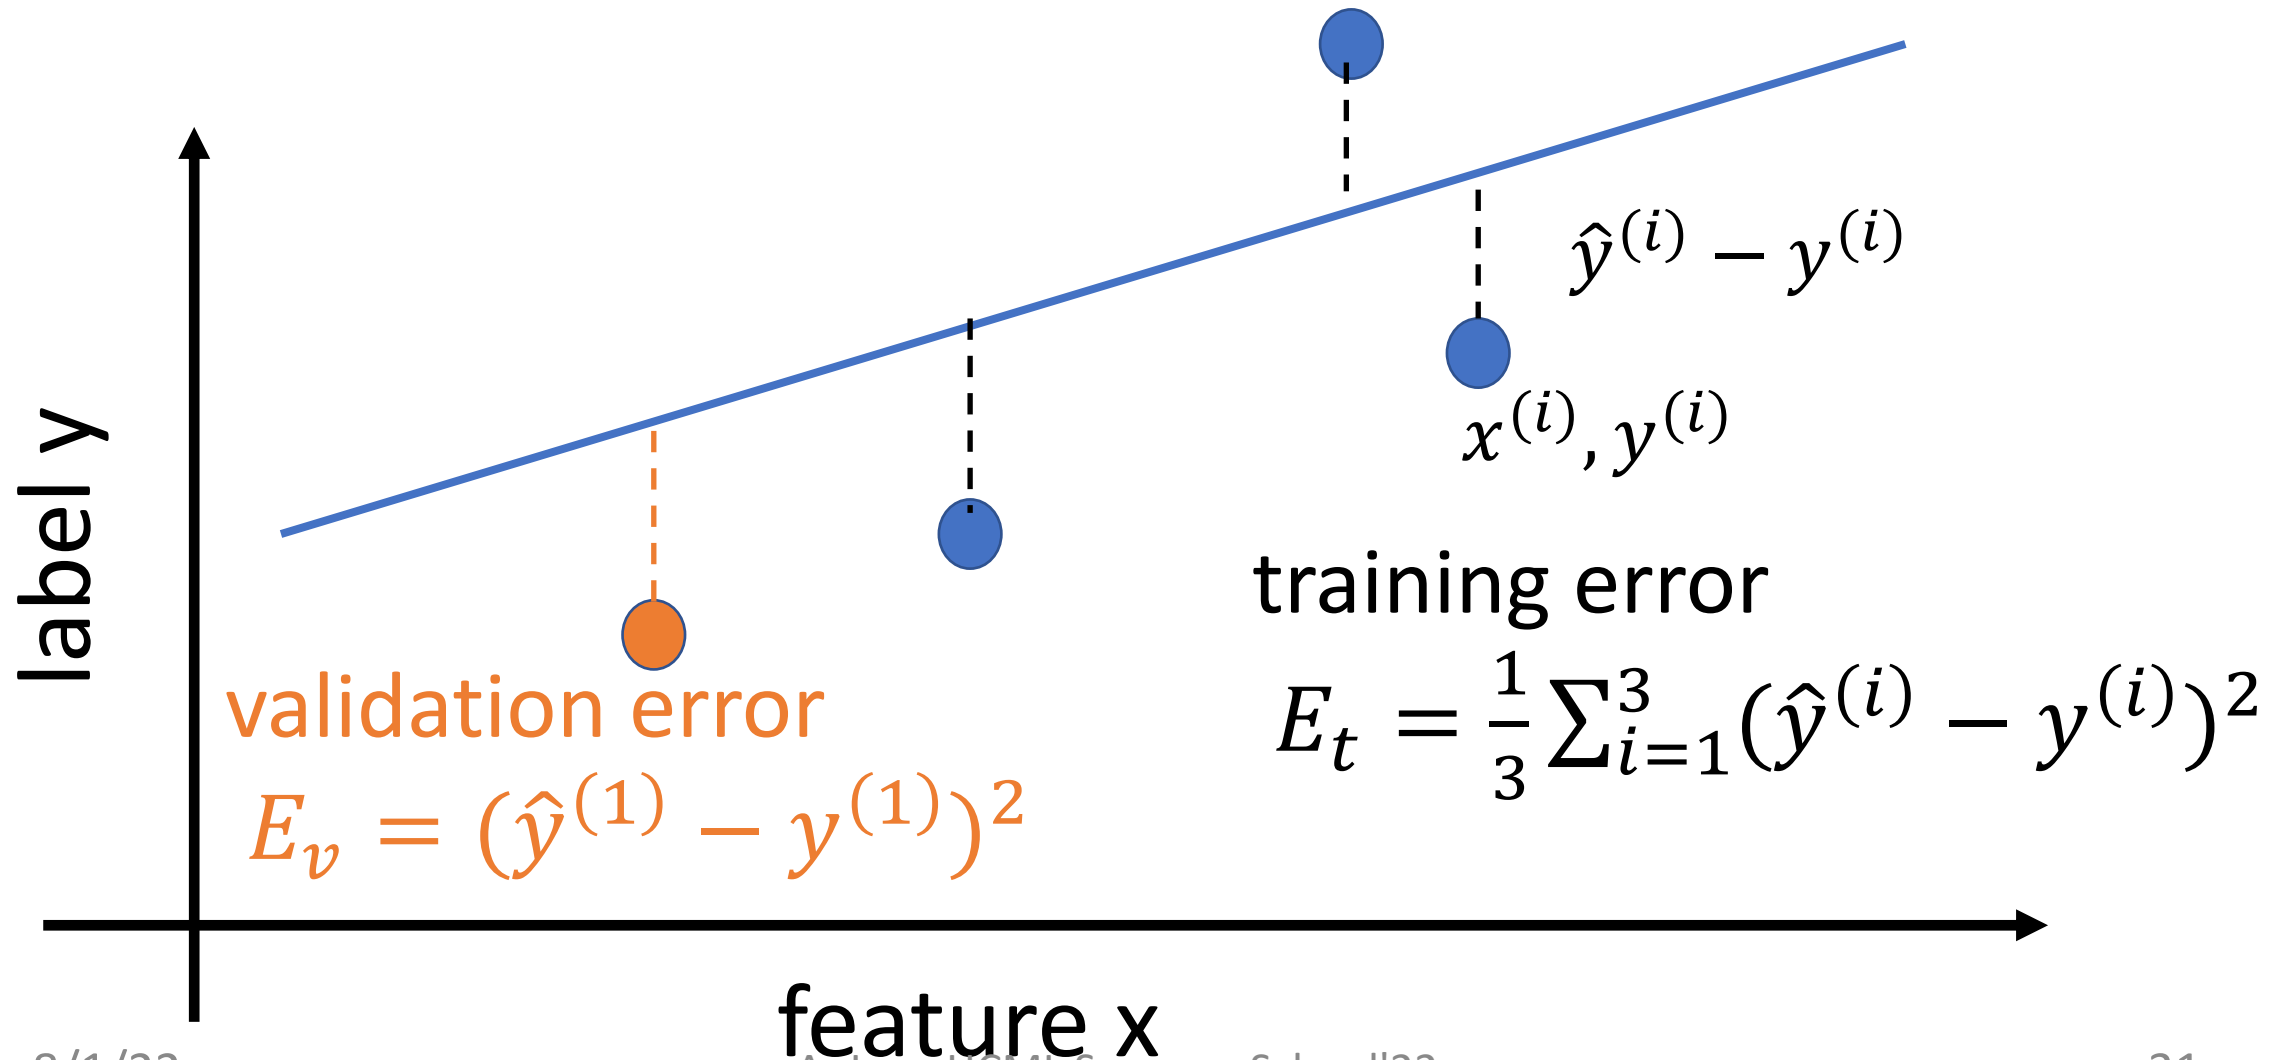 ŷ⁽ⁱ⁾ − y⁽ⁱ⁾
x⁽ⁱ⁾, y⁽ⁱ⁾
label y
training error
E_t = 1/3 ∑_{i=1}^{3} (ŷ⁽ⁱ⁾ − y⁽ⁱ⁾)²
validation error
E_v = (ŷ⁽¹⁾ − y⁽¹⁾)²
feature x